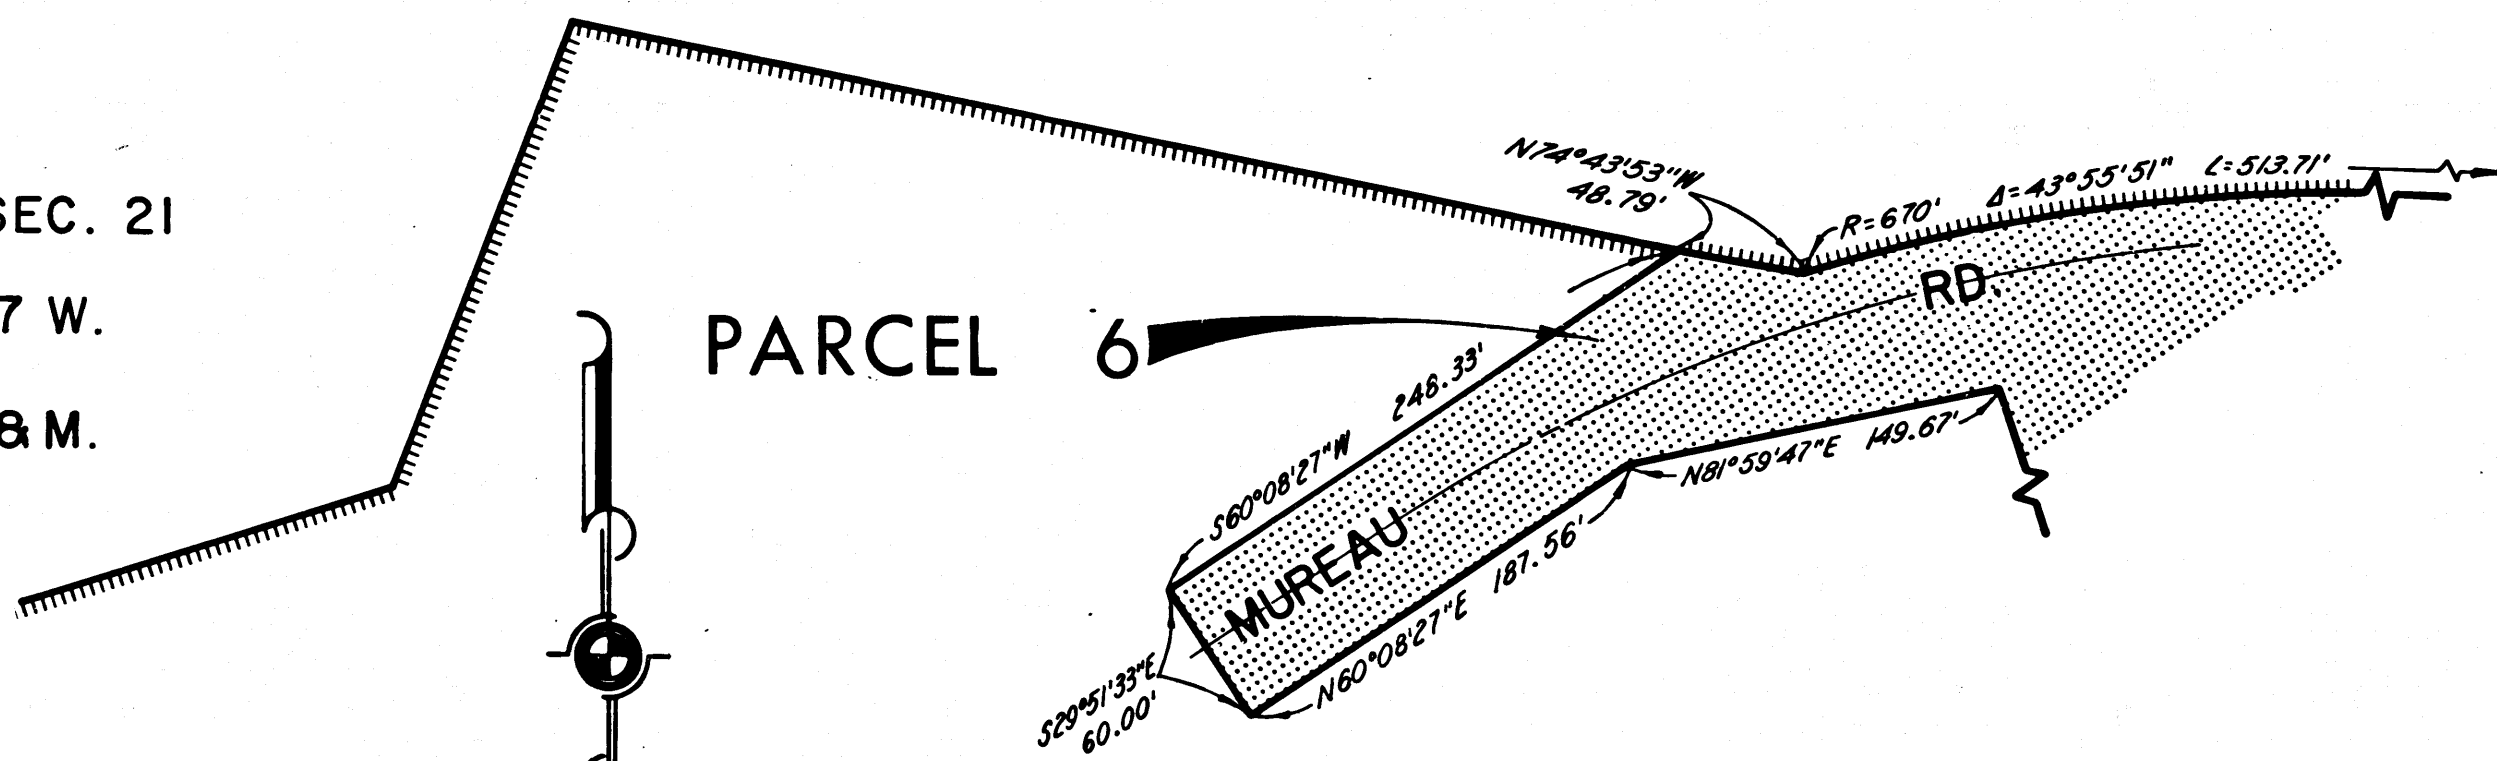 SEC. 21
7 W.
& M.
PARCEL 6
N74°43'53"W
48.79'
R=670'
Δ=43°55'51"
L=513.71'
RD.
248.33'
S60°08'27"W
MUREAU
N81°59'47"E 149.67'
187.56'
N60°08'27"E
S29°51'33"E
60.00'